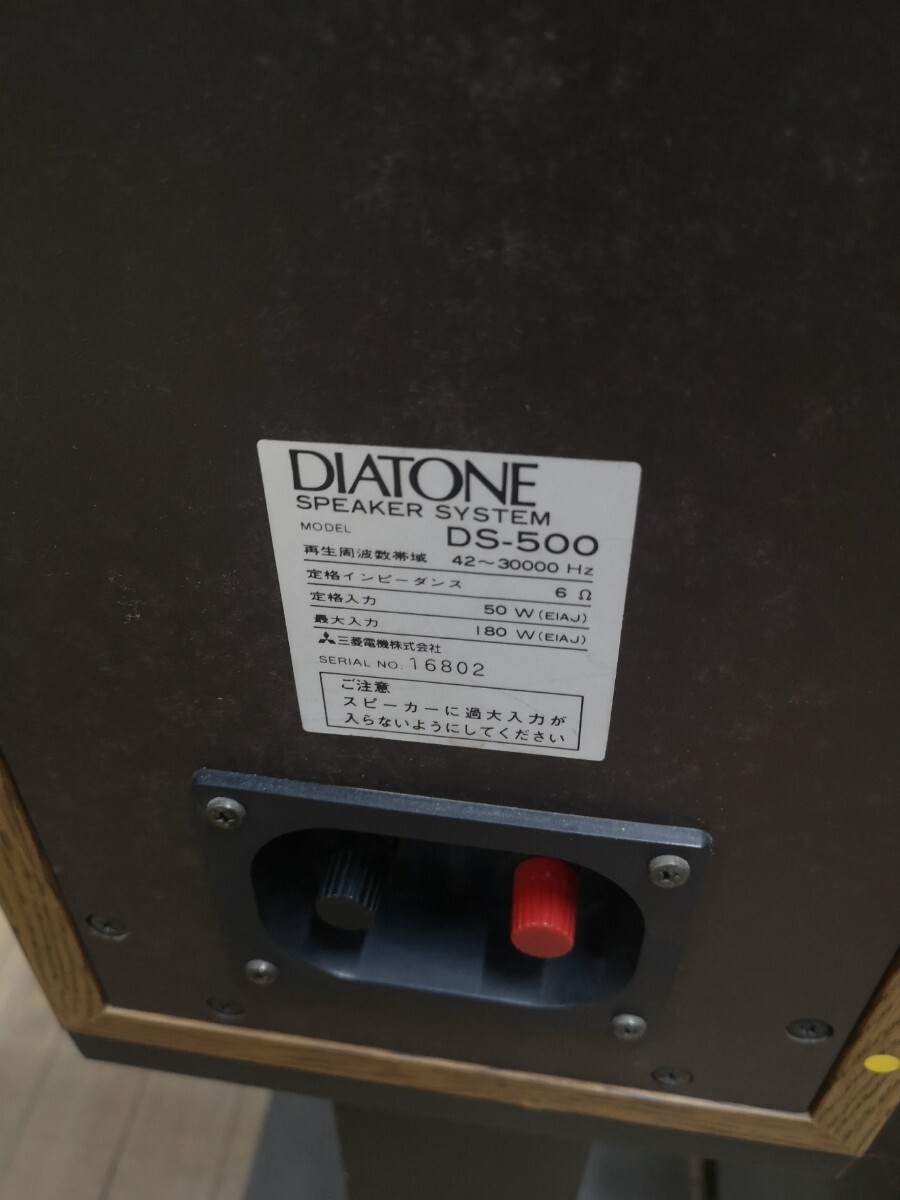 DIATONE
SPEAKER SYSTEM
MODEL DS-500
再生周波数帯域 42～30000 Hz
定格インピーダンス 6 Ω
定格入力 50 W (EIAJ)
最大入力 180 W (EIAJ)
三菱電機株式会社
SERIAL NO. 16802
ご注意
スピーカーに過大入力が
入らないようにしてください